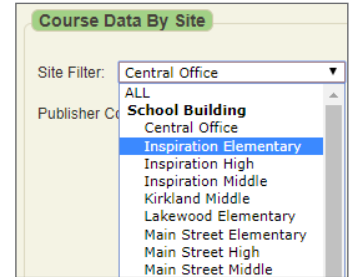 Course Data By Site
Site Filter: Central Office
ALL
Publisher Co
School Building
Central Office
Inspiration Elementary
Inspiration High
Inspiration Middle
Kirkland Middle
Lakewood Elementary
Main Street Elementary
Main Street High
Main Street Middle